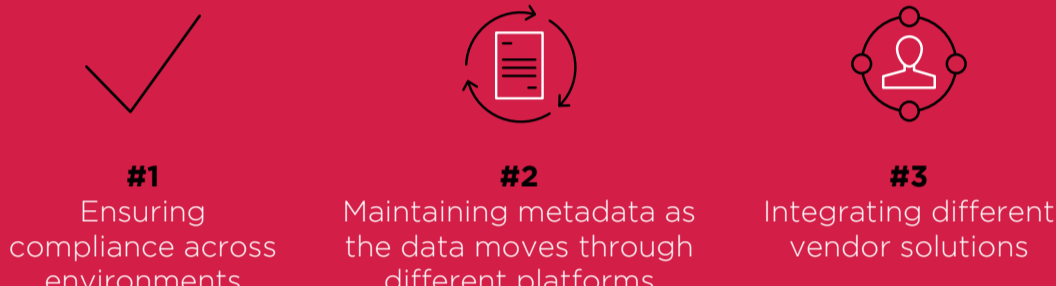 #1
Ensuring
compliance across
environments
#2
Maintaining metadata as
the data moves through
different platforms
#3
Integrating different
vendor solutions